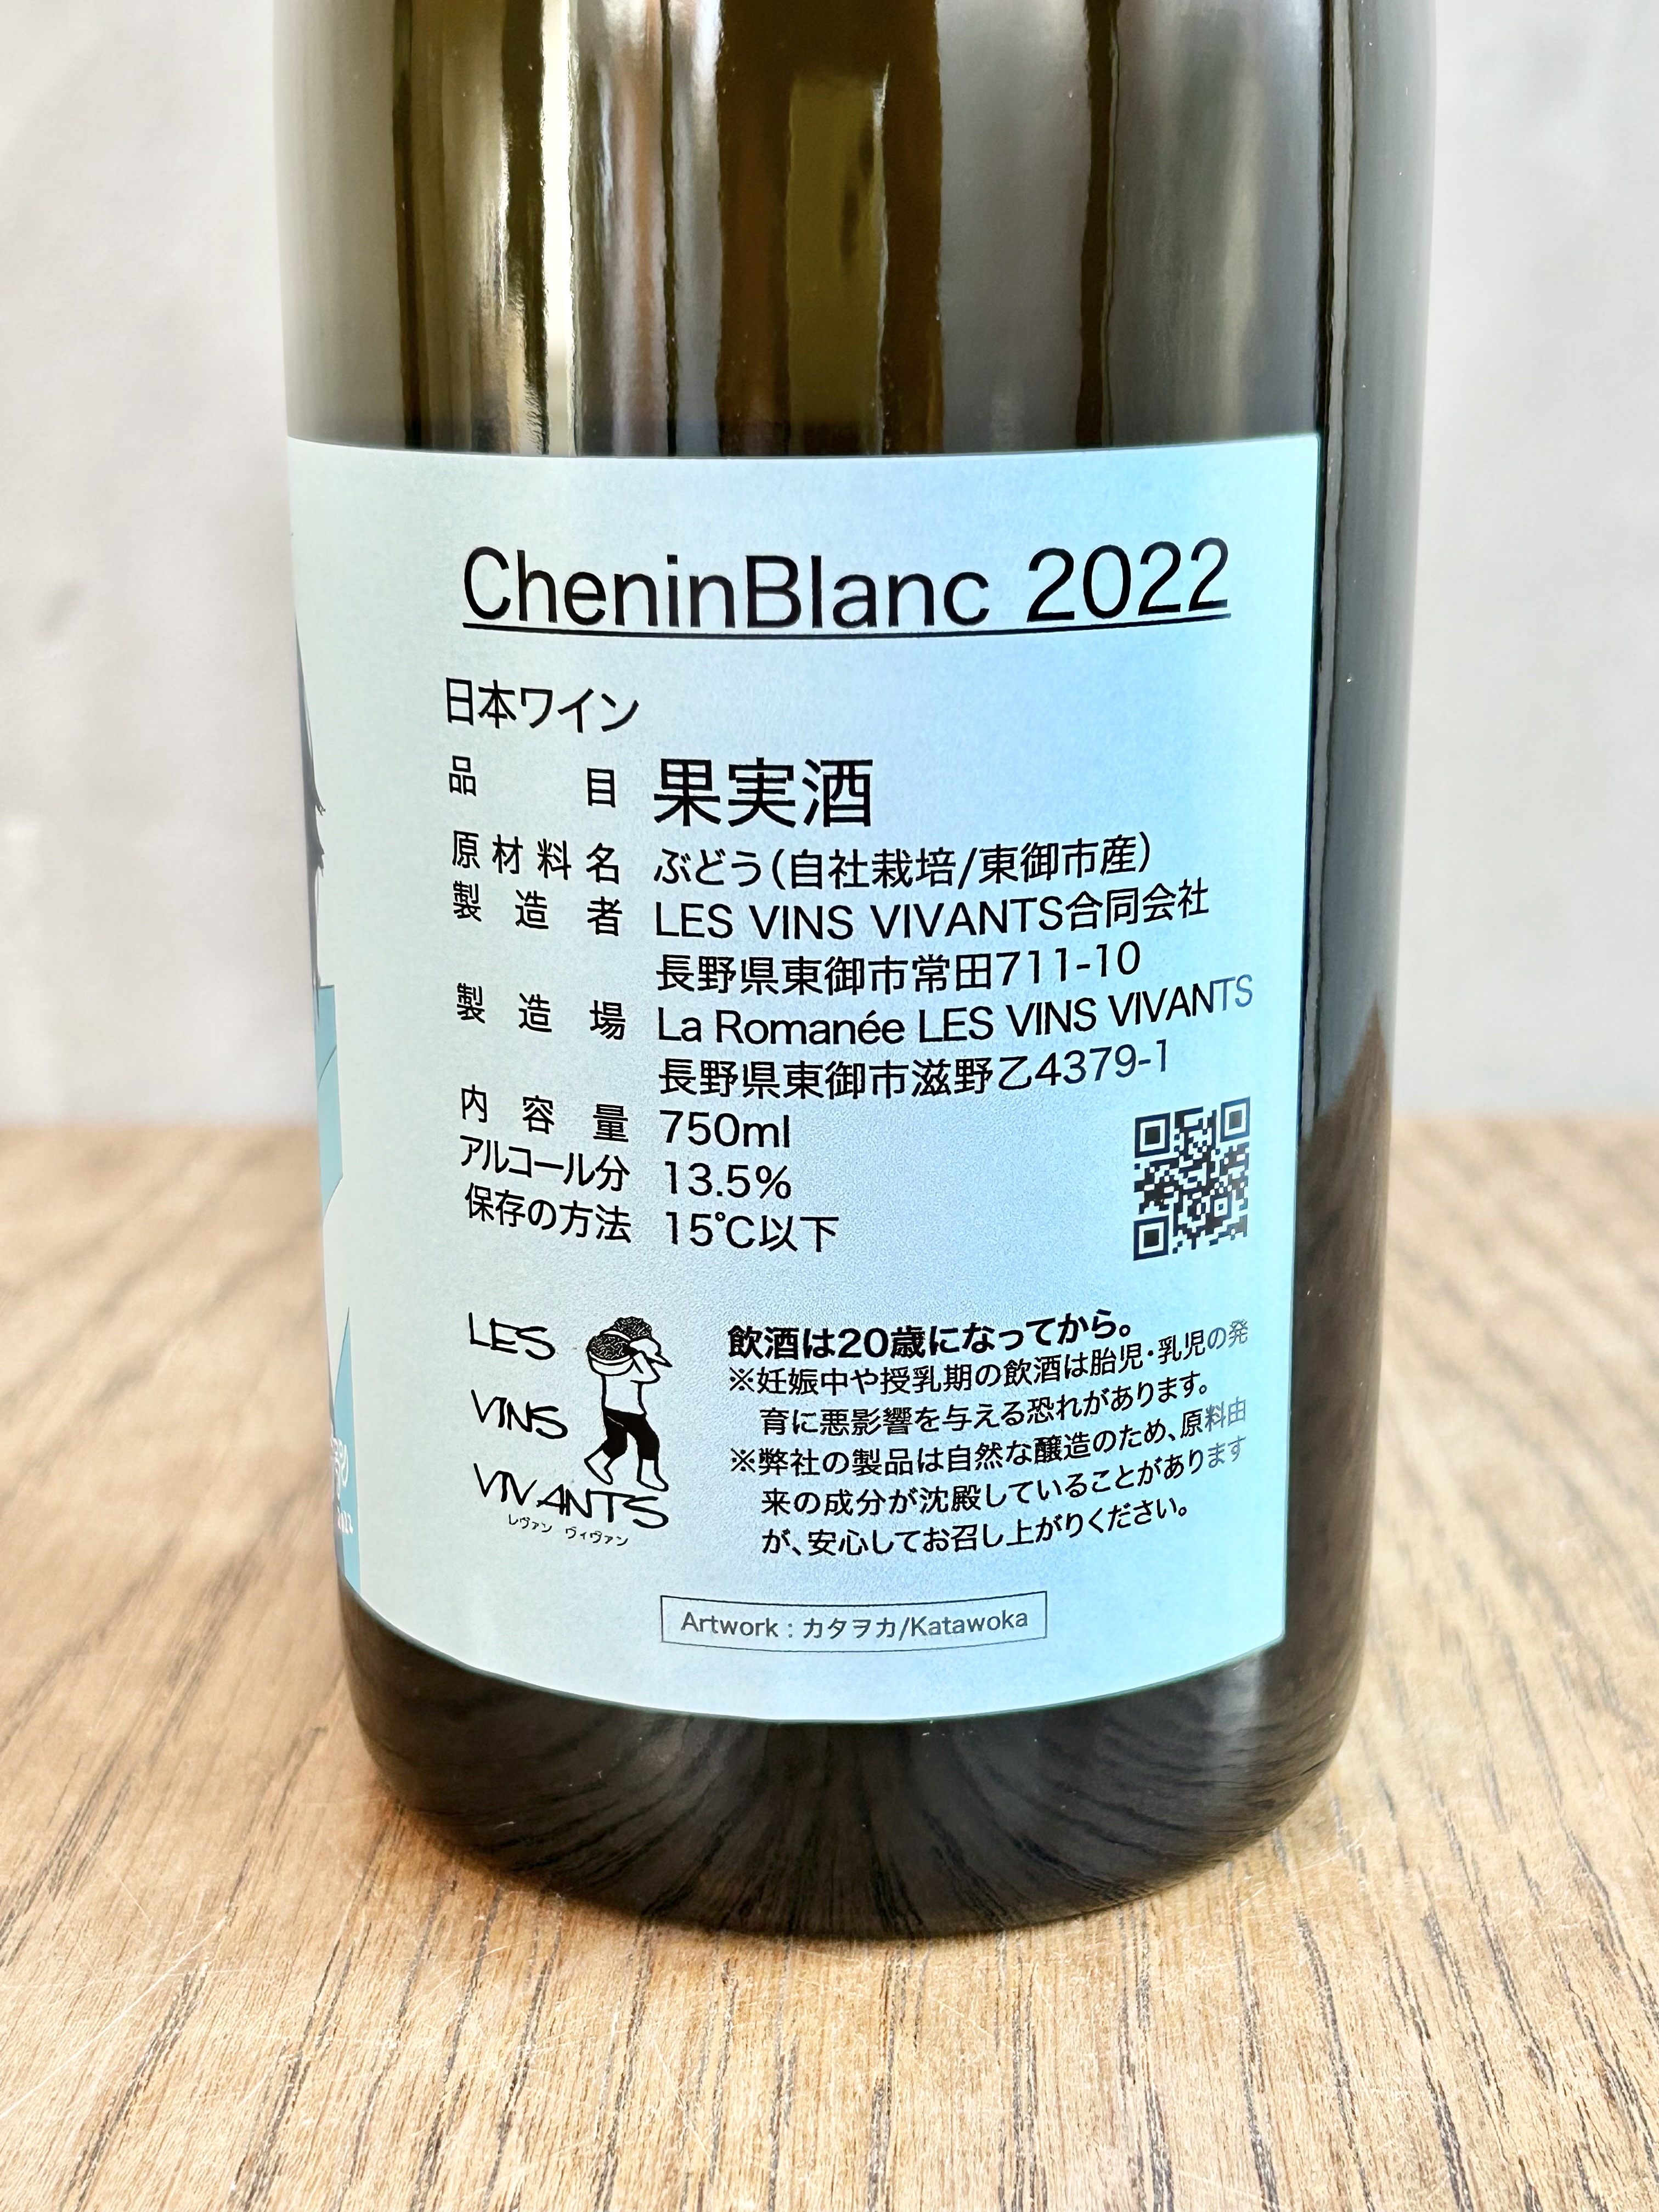 CheninBlanc 2022
日本ワイン
品目 果実酒
原材料名 ぶどう(自社栽培/東御市産)
製造者 LES VINS VIVANTS合同会社
長野県東御市常田711-10
製造場 La Romanée LES VINS VIVANTS
長野県東御市滋野乙4379-1
内容量 750ml
アルコール分 13.5%
保存の方法 15℃以下
LES
VINS
VIVANTS
レヴァン ヴィヴァン
飲酒は20歳になってから。
※妊娠中や授乳期の飲酒は胎児・乳児の発
育に悪影響を与える恐れがあります。
※弊社の製品は自然な醸造のため、原料由
来の成分が沈殿していることがあります
が、安心してお召し上がりください。
Artwork : カタヲカ/Katawoka